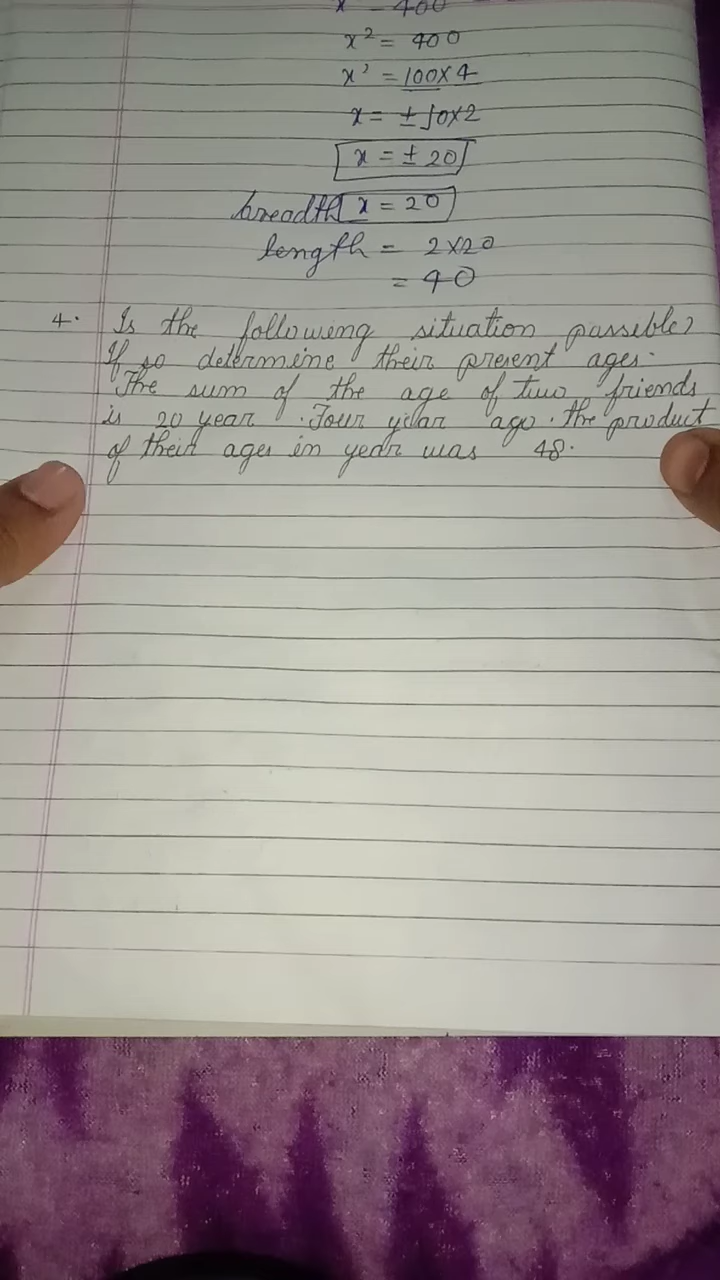 x = 400
x² = 400
x² = 100×4
x = ± 10×2
x = ± 20
breadth x = 20
length = 2×20
= 40
4. Is the following situation possible?
If so determine their present ages.
The sum of the age of two friends
is 20 year. Four year ago. the product
of their ages in year was 48.